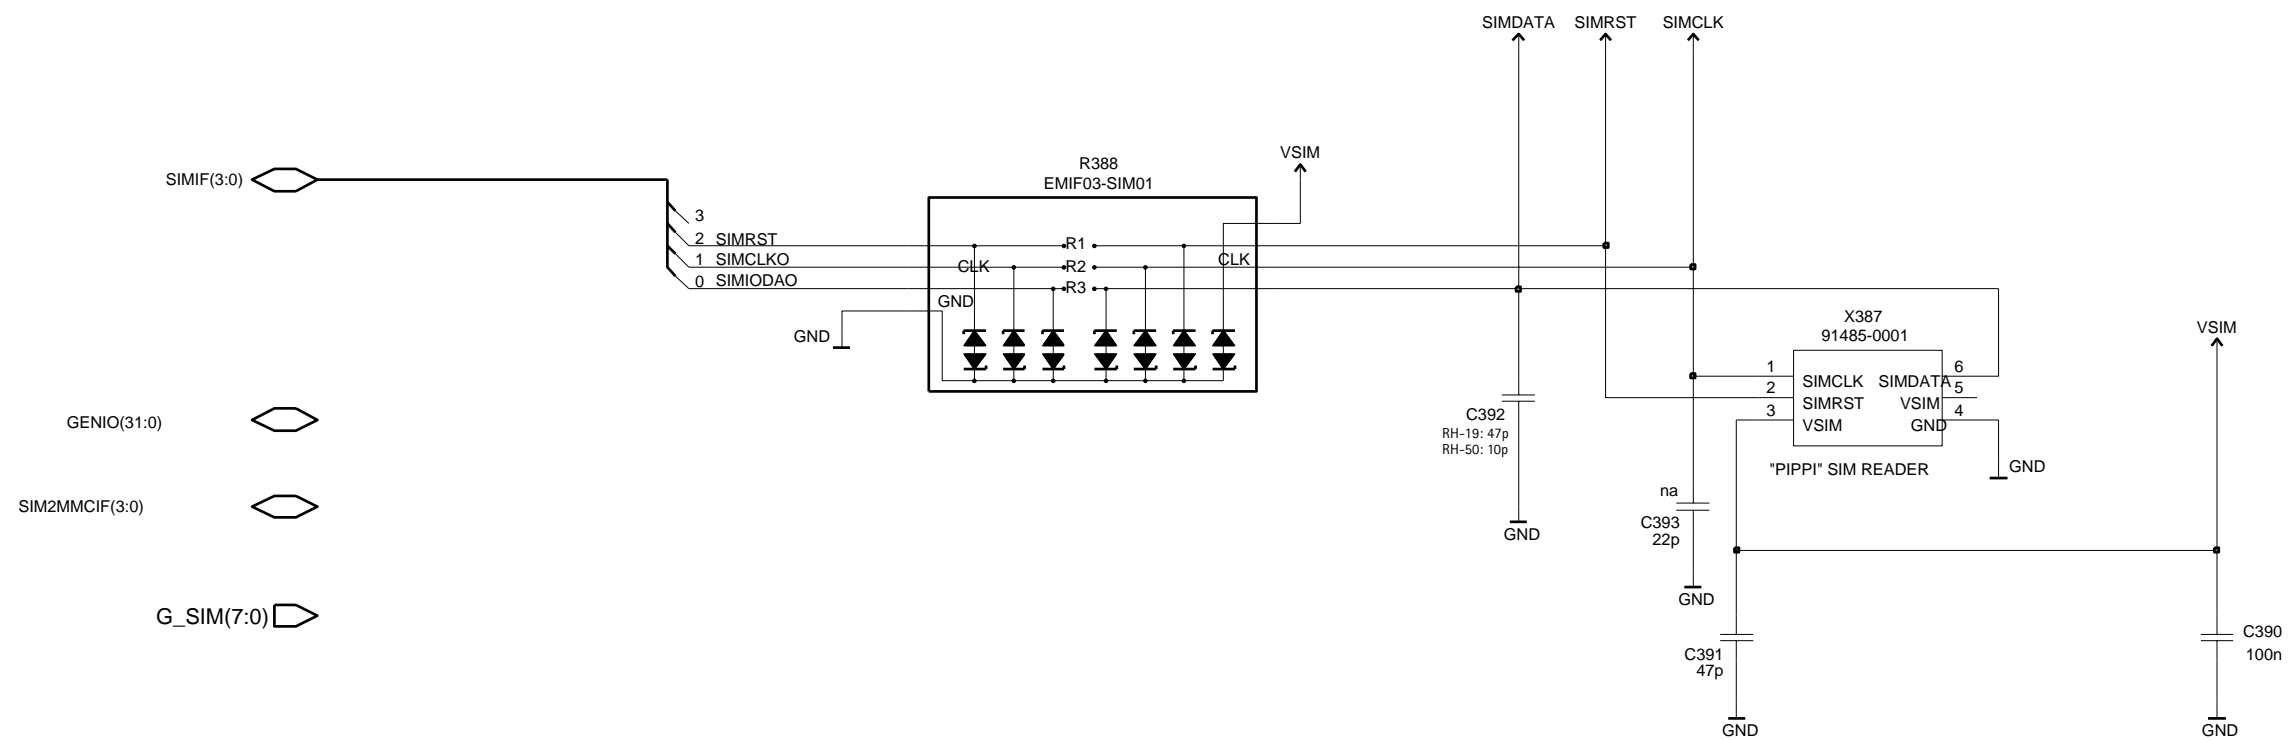 SIMDATA SIMRST SIMCLK
VSIM
R388
EMIF03-SIM01
SIMIF(3:0)
3
2 SIMRST
1 SIMCLKO
0 SIMIODAO
R1
CLK R2 CLK
R3
GND
GND
X387
91485-0001
VSIM
1 SIMCLK SIMDATA 6
2 SIMRST VSIM 5
3 VSIM GND 4
"PIPPI" SIM READER
GND
C392
RH-19: 47p
RH-50: 10p
GND
GENIO(31:0)
SIM2MMCIF(3:0)
na
C393
22p
GND
G_SIM(7:0)
C391
47p
GND
C390
100n
GND